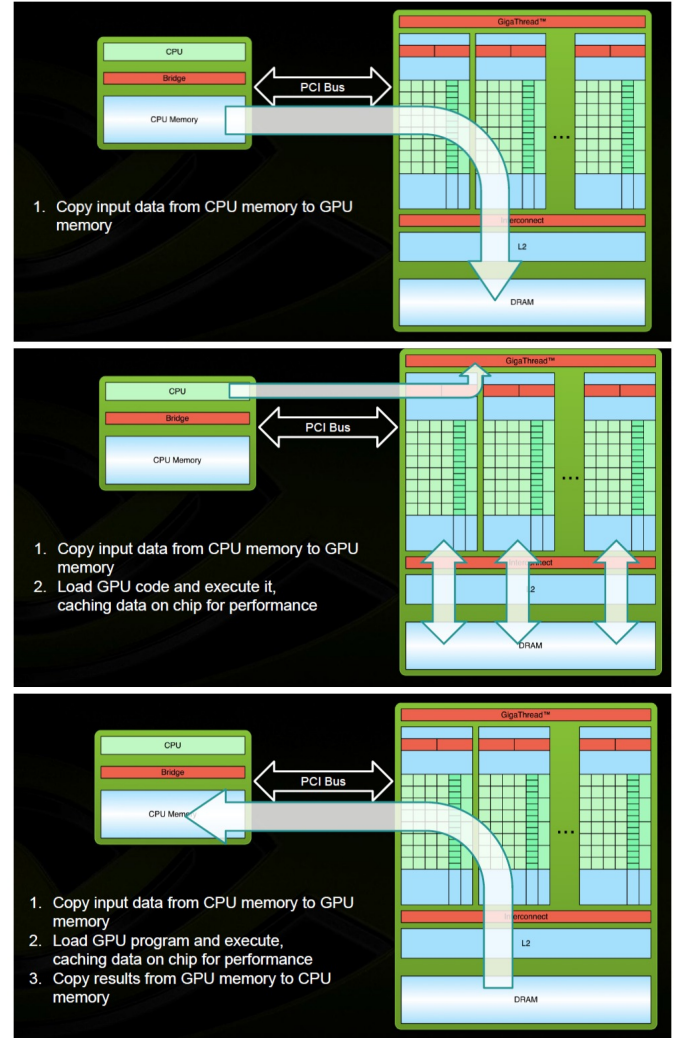 GigaThread™
CPU
Bridge
PCI Bus
CPU Memory
1. Copy input data from CPU memory to GPU
memory
Interconnect
L2
DRAM
GigaThread™
CPU
Bridge
PCI Bus
CPU Memory
1. Copy input data from CPU memory to GPU
memory
2. Load GPU code and execute it,
caching data on chip for performance
DRAM
GigaThread™
CPU
Bridge
PCI Bus
CPU
1. Copy input data from CPU memory to GPU
memory
2. Load GPU program and execute,
caching data on chip for performance
3. Copy results from GPU memory to CPU
memory
Interconnect
L2
DRAM